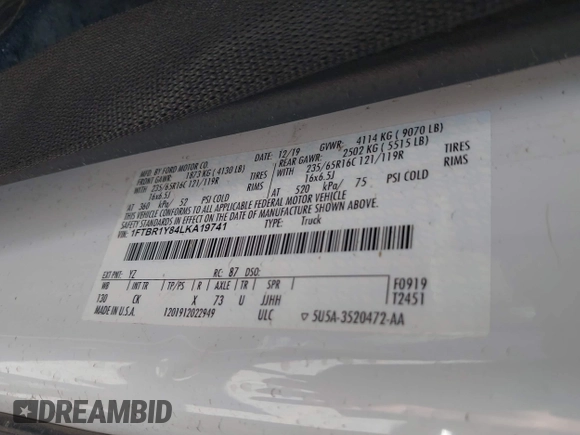 MFD. BY FORD MOTOR CO.
DATE: 12/19 GVWR: 4114 KG ( 9070 LB)
FRONT GAWR: 1873 KG ( 4130 LB)
REAR GAWR: 2502 KG ( 5515 LB)
WITH 235/65R16C 121/119R TIRES
WITH 235/65R16C 121/119R TIRES
16x6.5J RIMS
16x6.5J RIMS
AT 360 kPa/ 52 PSI COLD
AT 520 kPa/ 75 PSI COLD
THIS VEHICLE CONFORMS TO ALL APPLICABLE FEDERAL MOTOR VEHICLE
SAFETY STANDARDS IN EFFECT ON THE DATE OF MANUFACTURE SHOWN ABOVE.
VIN: 1FTBR1Y84LKA19741
TYPE: Truck
EXT PNT: YZ RC: 87 DSO:
WB INT TR TP/PS R AXLE TR SPR F0919
130 CK X 73 U JJHH T2451
MADE IN U.S.A. 1201912022949 ULC ▽ 5U5A-3520472-AA
DREAMBID